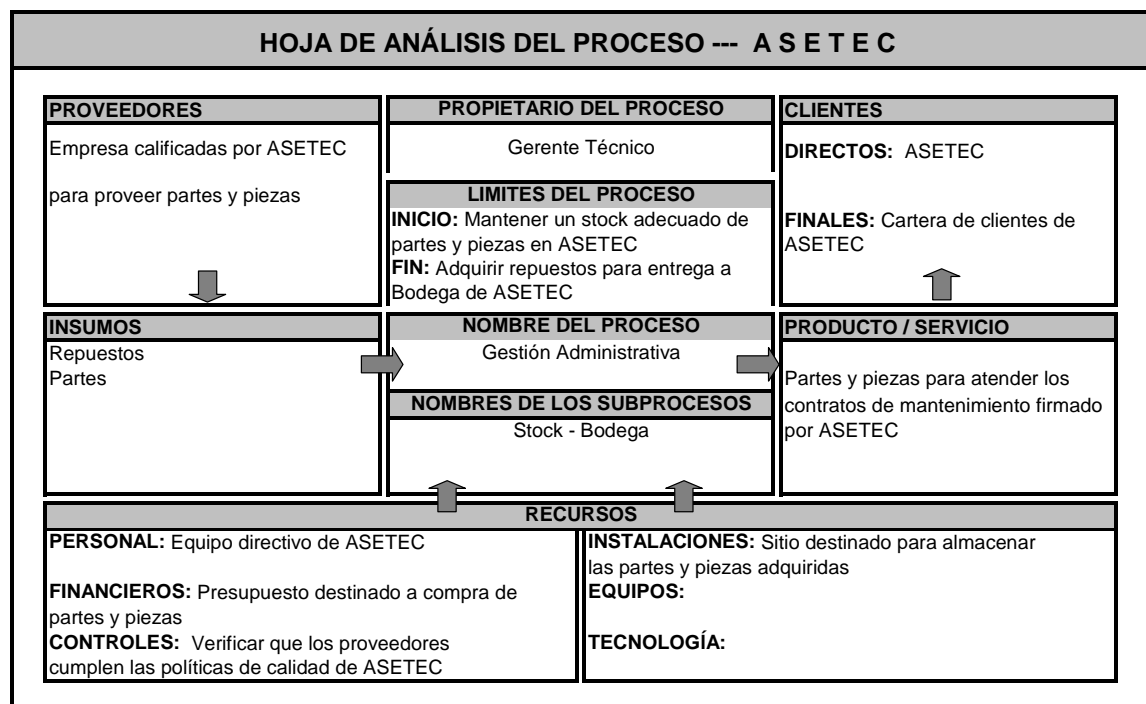 HOJA DE ANÁLISIS DEL PROCESO --- A S E T E C
PROVEEDORES
Empresa calificadas por ASETEC
para proveer partes y piezas
PROPIETARIO DEL PROCESO
Gerente Técnico
LIMITES DEL PROCESO
INICIO: Mantener un stock adecuado de
partes y piezas en ASETEC
FIN: Adquirir repuestos para entrega a
Bodega de ASETEC
CLIENTES
DIRECTOS: ASETEC
FINALES: Cartera de clientes de
ASETEC
INSUMOS
Repuestos
Partes
NOMBRE DEL PROCESO
Gestión Administrativa
NOMBRES DE LOS SUBPROCESOS
Stock - Bodega
PRODUCTO / SERVICIO
Partes y piezas para atender los
contratos de mantenimiento firmado
por ASETEC
RECURSOS
PERSONAL: Equipo directivo de ASETEC
FINANCIEROS: Presupuesto destinado a compra de
partes y piezas
CONTROLES: Verificar que los proveedores
cumplen las políticas de calidad de ASETEC
INSTALACIONES: Sitio destinado para almacenar
las partes y piezas adquiridas
EQUIPOS:
TECNOLOGÍA: